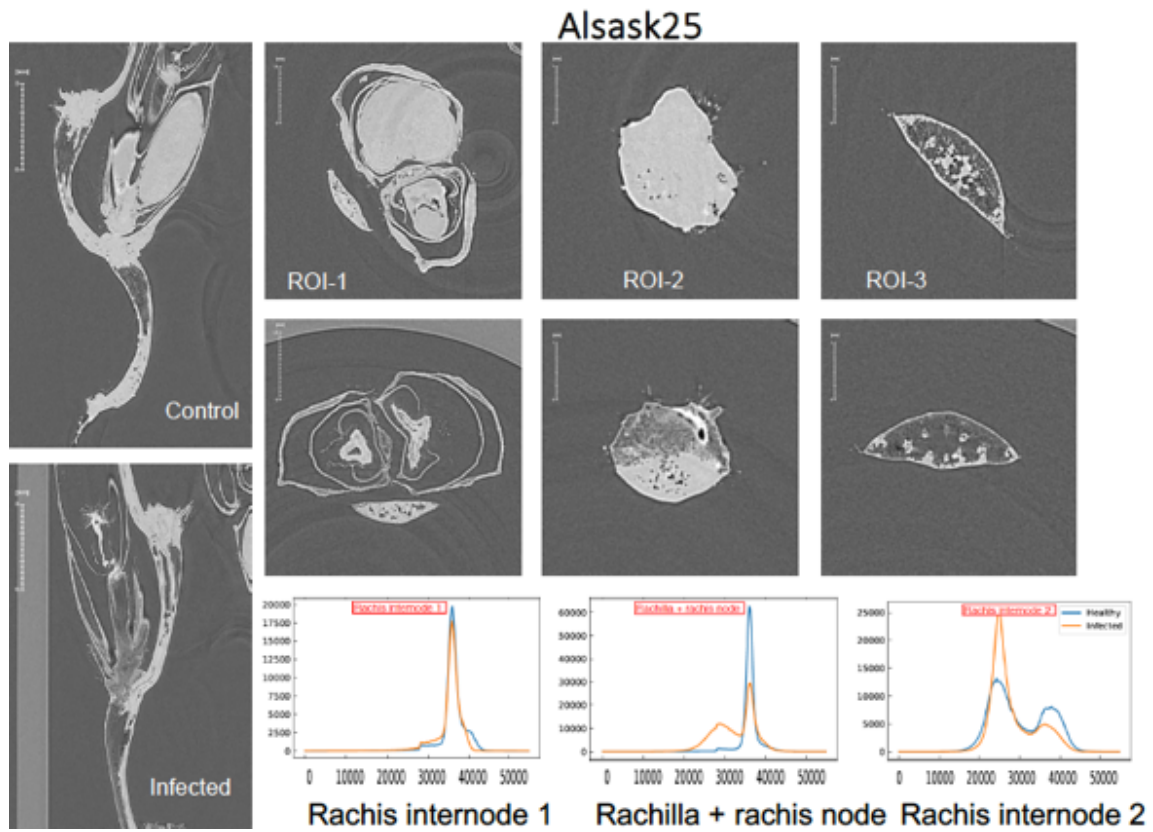 Alsask25
Control
ROI-1
ROI-2
ROI-3
Infected
Rachis internode 1
20000
17500
15000
12500
10000
7500
5000
2500
0
0 10000 20000 30000 40000 50000
Rachis internode 1
Rachilla + rachis node
60000
50000
40000
30000
20000
10000
0
0 10000 20000 30000 40000 50000
Rachilla + rachis node
Rachis internode 2
Healthy
Infected
25000
20000
15000
10000
5000
0
0 10000 20000 30000 40000 50000
Rachis internode 2